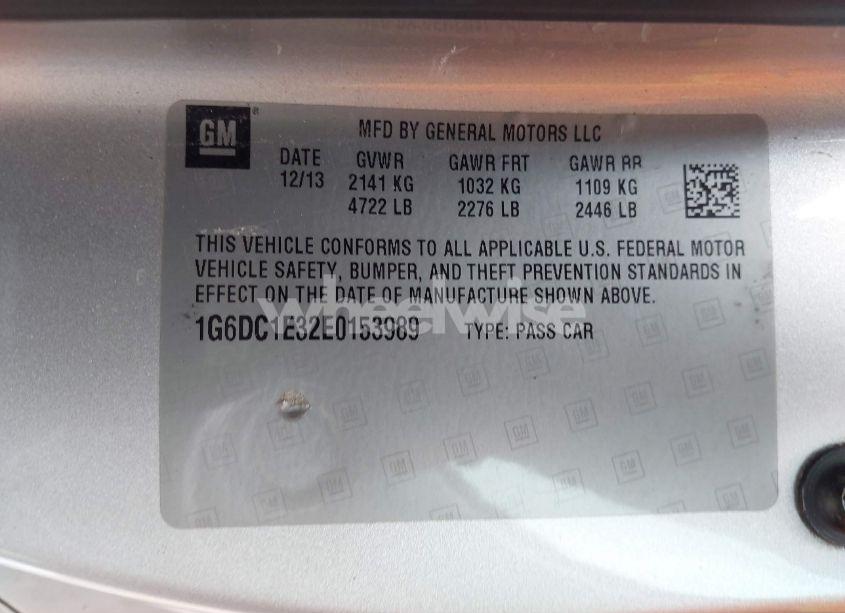 GM
MFD BY GENERAL MOTORS LLC
DATE GVWR GAWR FRT GAWR RR
12/13 2141 KG 1032 KG 1109 KG
4722 LB 2276 LB 2446 LB
THIS VEHICLE CONFORMS TO ALL APPLICABLE U.S. FEDERAL MOTOR
VEHICLE SAFETY, BUMPER, AND THEFT PREVENTION STANDARDS IN
EFFECT ON THE DATE OF MANUFACTURE SHOWN ABOVE.
wheelwise
1G6DC1E32E0153989 TYPE: PASS CAR